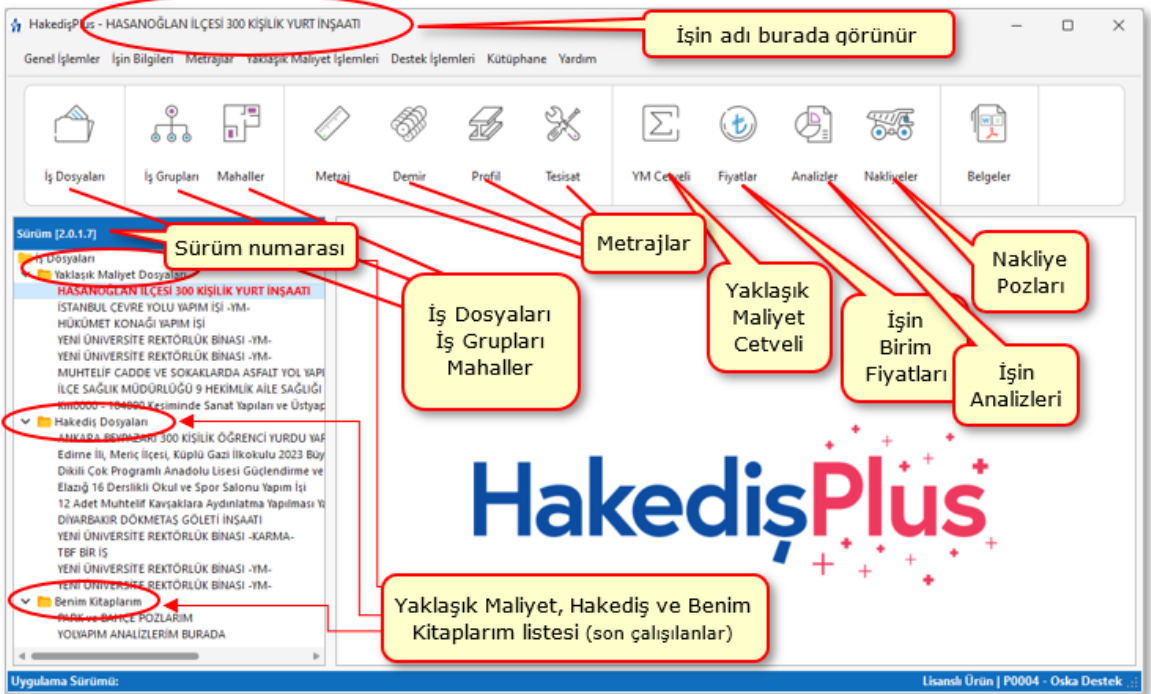 HakedişPlus - HASANOĞLAN İLÇESİ 300 KİŞİLİK YURT İNŞAATI
İşin adı burada qörünür
Genel İşlemler İşin Bilgileri Metrajlar Yaklaşık Maliyet İşlemleri Destek İşlemleri Kütüphane Yardım
İş Dosyaları İş Grupları Mahaller Metraj Demir Profil Tesisat YM Cetveli Fiyatlar Analizler Nakliyeler Belgeler
Sürüm [2.0.1.7]
Sürüm numarası
Metrajlar
Nakliye
Pozları
Yaklaşık
Maliyet
Cetveli
İşin
Birim
Fiyatları
İşin
Analizleri
İş Dosyaları
İş Grupları
Mahaller
İş Dosyaları
Yaklaşık Maliyet Dosyaları
HASANOĞLAN İLÇESİ 300 KİŞİLİK YURT İNŞAATI
İSTANBUL ÇEVRE YOLU YAPIM İŞİ -YM-
HÜKÜMET KONAĞI YAPIM İŞİ
YENİ ÜNİVERSİTE REKTÖRLÜK BİNASI -YM-
YENİ ÜNİVERSİTE REKTÖRLÜK BİNASI -YM-
MUHTELİF CADDE VE SOKAKLARDA ASFALT YOL YAPI
İLÇE SAĞLIK MÜDÜRLÜĞÜ 9 HEKİMLİK AİLE SAĞLIĞI
Kesiminde Sanat Yapıları ve Üstyap
Hakediş Dosyaları
ANKARA BEYPAZARI 300 KİŞİLİK ÖĞRENCİ YURDU YAP
Edirne İli, Meriç İlçesi, Küplü Gazi İlkokulu 2023 Büy
Dikili Çok Programlı Anadolu Lisesi Güçlendirme ve
Elazığ 16 Derslikli Okul ve Spor Salonu Yapım İşi
12 Adet Muhtelif Kavşaklara Aydınlatma Yapılması Ya
DİYARBAKIR DÖKMETAŞ GÖLETİ İNŞAATI
YENİ ÜNİVERSİTE REKTÖRLÜK BİNASI -KARMA-
TBF BİR İŞ
YENİ ÜNİVERSİTE REKTÖRLÜK BİNASI -YM-
YENİ ÜNİVERSİTE REKTÖRLÜK BİNASI -YM-
Benim Kitaplarım
PARK ve BAHÇE POZLARIM
YOLYAPIM ANALİZLERİM BURADA
HakedişPlus
Yaklaşık Maliyet, Hakediş ve Benim
Kitaplarım listesi (son çalışılanlar)
Uygulama Sürümü:
Lisanslı Ürün | P0004 - Oska Destek